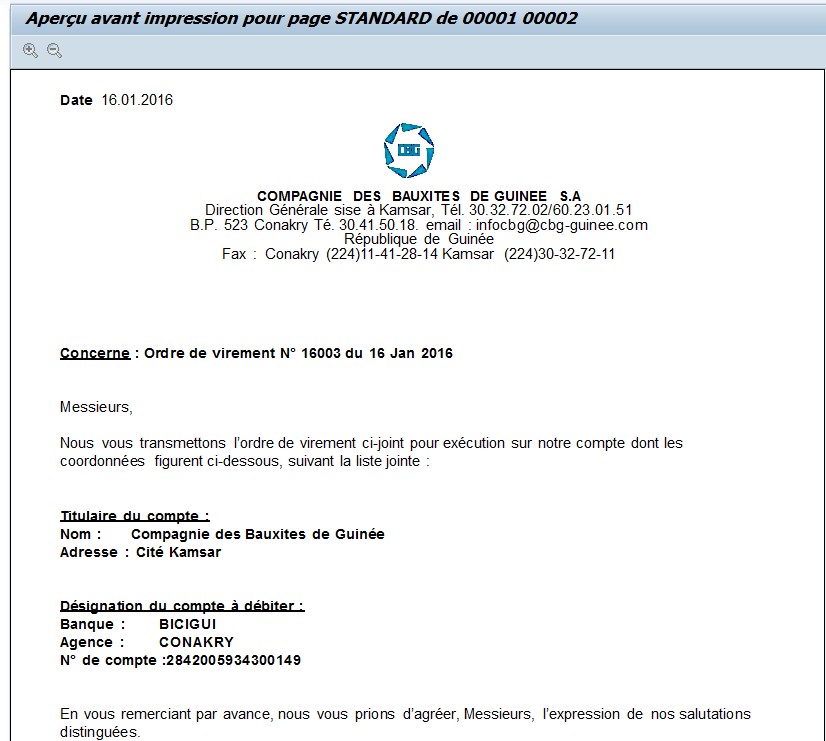 Aperçu avant impression pour page STANDARD de 00001 00002
Date 16.01.2016
CBG
COMPAGNIE DES BAUXITES DE GUINEE S.A
Direction Générale sise à Kamsar, Tél. 30.32.72.02/60.23.01.51
B.P. 523 Conakry Té. 30.41.50.18. email : infocbg@cbg-guinee.com
République de Guinée
Fax : Conakry (224)11-41-28-14 Kamsar (224)30-32-72-11
Concerne : Ordre de virement N° 16003 du 16 Jan 2016
Messieurs,
Nous vous transmettons l'ordre de virement ci-joint pour exécution sur notre compte dont les
coordonnées figurent ci-dessous, suivant la liste jointe :
Titulaire du compte :
Nom : Compagnie des Bauxites de Guinée
Adresse : Cité Kamsar
Désignation du compte à débiter :
Banque : BICIGUI
Agence : CONAKRY
N° de compte :2842005934300149
En vous remerciant par avance, nous vous prions d'agréer, Messieurs, l'expression de nos salutations
distinguées.